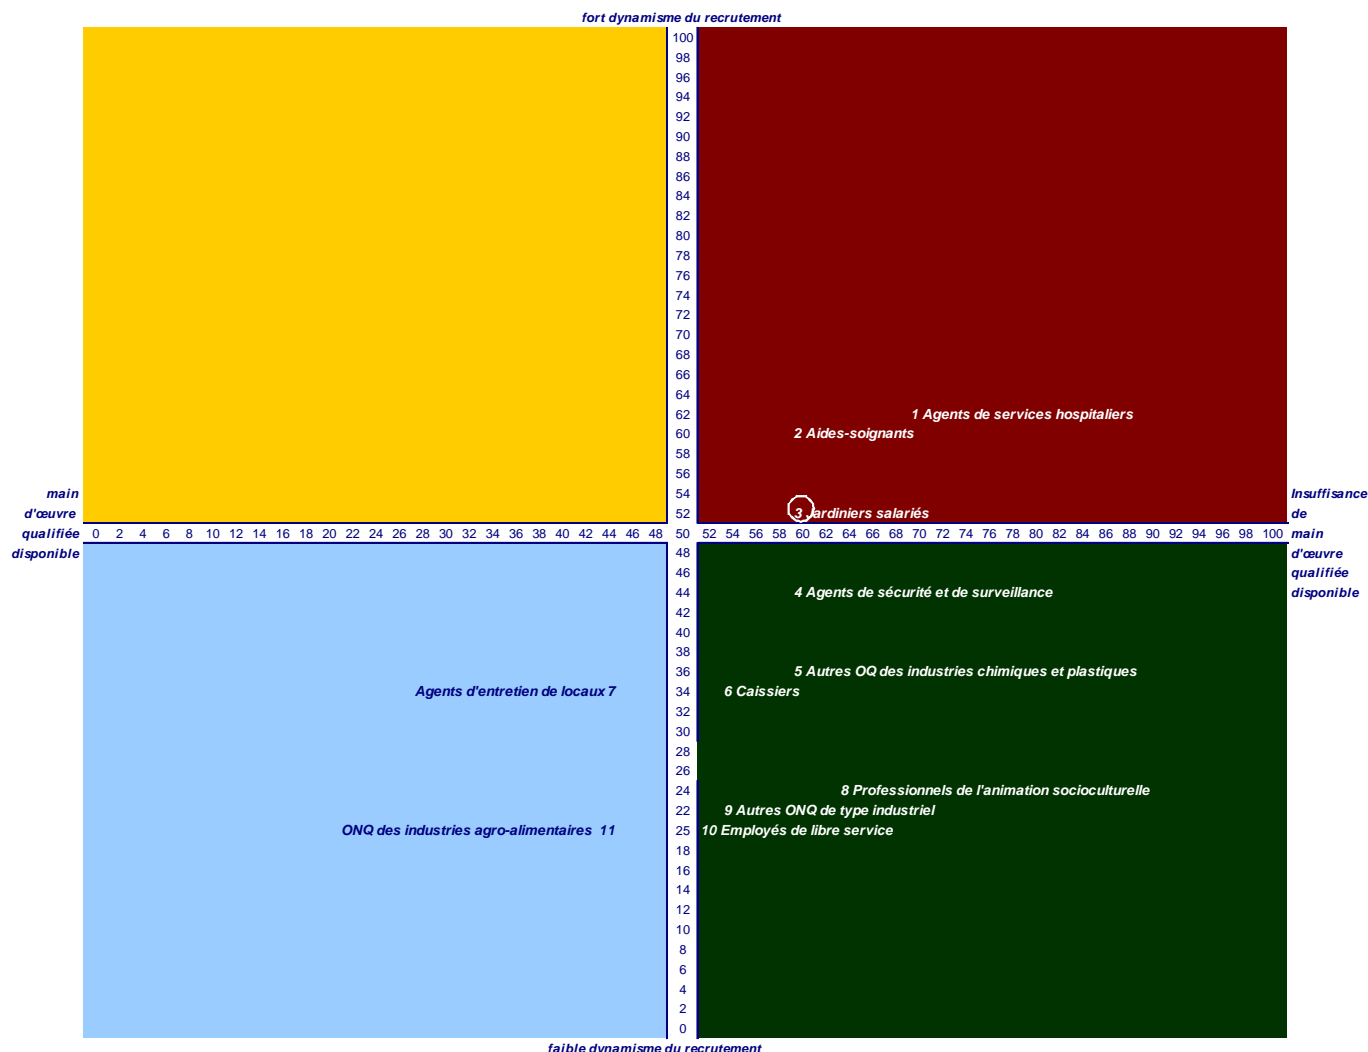 fort dynamisme du recrutement
100
98
96
94
92
90
88
86
84
82
80
78
76
74
72
70
68
66
64
62 1 Agents de services hospitaliers
60 2 Aides-soignants
58
56
main 54 Insuffisance
d'œuvre 52 3 Jardiniers salariés de
qualifiée 0 2 4 6 8 10 12 14 16 18 20 22 24 26 28 30 32 34 36 38 40 42 44 46 48 50 52 54 56 58 60 62 64 66 68 70 72 74 76 78 80 82 84 86 88 90 92 94 96 98 100 main
disponible 48 d'œuvre
46 qualifiée
44 4 Agents de sécurité et de surveillance disponible
42
40
38
36 5 Autres OQ des industries chimiques et plastiques
Agents d'entretien de locaux 7 34 6 Caissiers
32
30
28
26
24 8 Professionnels de l'animation socioculturelle
22 9 Autres ONQ de type industriel
ONQ des industries agro-alimentaires 11 25 10 Employés de libre service
18
16
14
12
10
8
6
4
2
0
faible dynamisme du recrutement